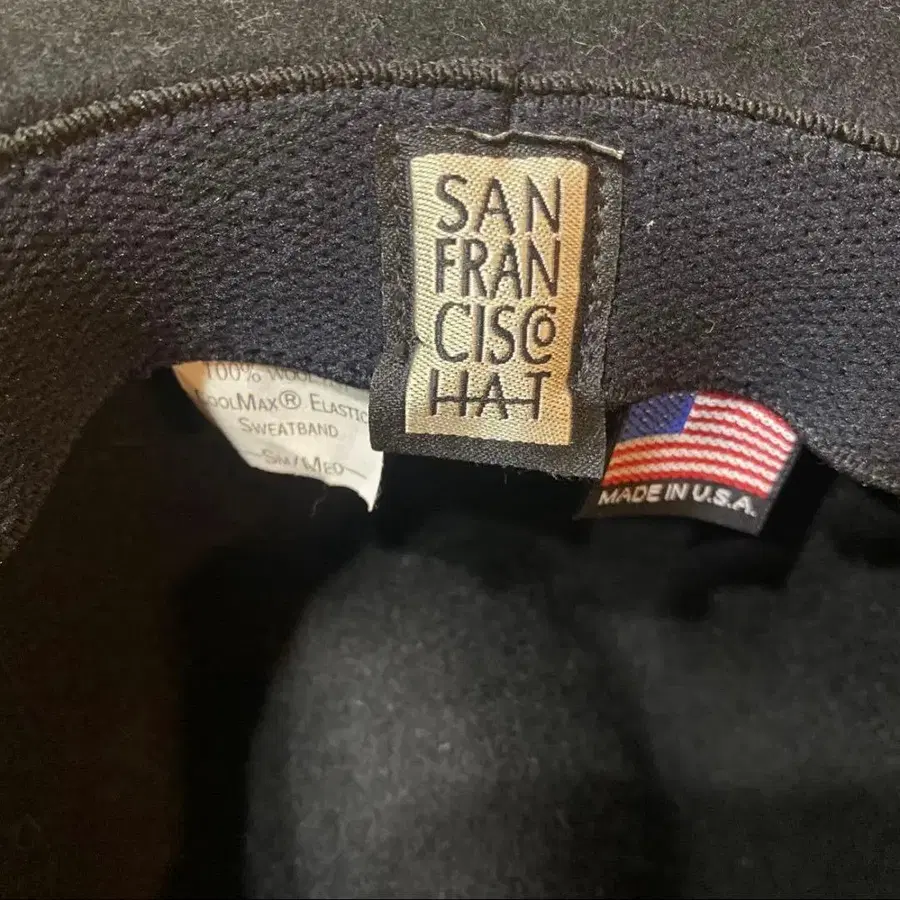 SAN
FRAN
CISCO
HAT
100% WOOL
COOLMAX® ELASTIC
SWEATBAND
SM/MED
MADE IN U.S.A.